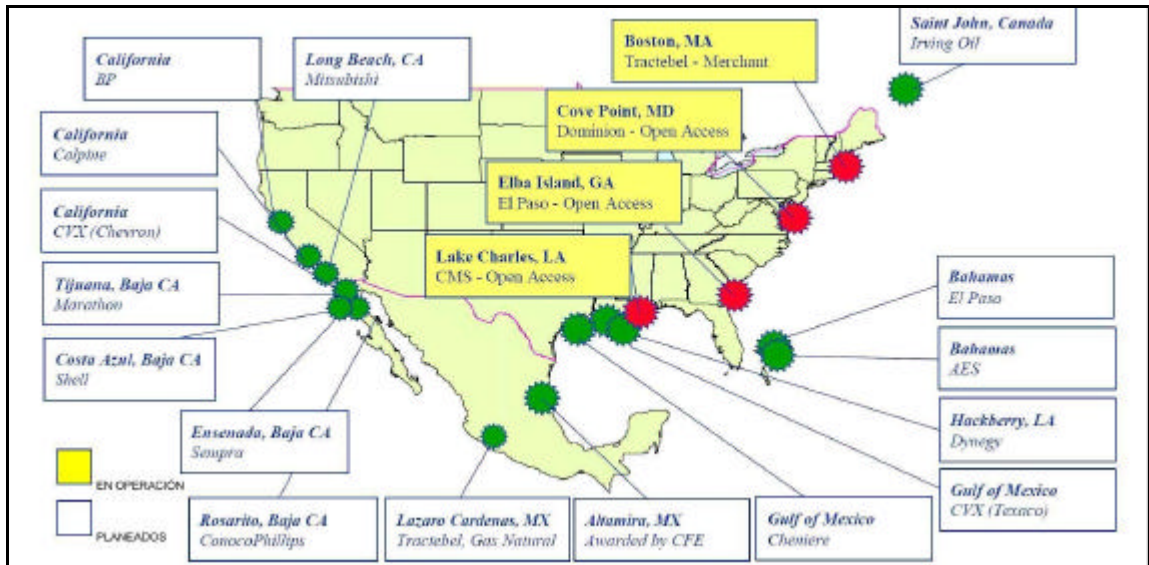 Saint John, Canada
Irving Oil
Boston, MA
Tractebel - Merchant
California
BP
Long Beach, CA
Mitsubishi
Cove Point, MD
Dominion - Open Access
California
Calpine
Elba Island, GA
El Paso - Open Access
California
CVX (Chevron)
Lake Charles, LA
CMS - Open Access
Tijuana, Baja CA
Marathon
Bahamas
El Paso
Costa Azul, Baja CA
Shell
Bahamas
AES
Ensenada, Baja CA
Sempra
Hackberry, LA
Dynegy
EN OPERACIÓN
Gulf of Mexico
CVX (Texaco)
PLANEADOS
Rosarito, Baja CA
ConocoPhillips
Lazaro Cardenas, MX
Tractebel, Gas Natural
Altamira, MX
Awarded by CFE
Gulf of Mexico
Cheniere